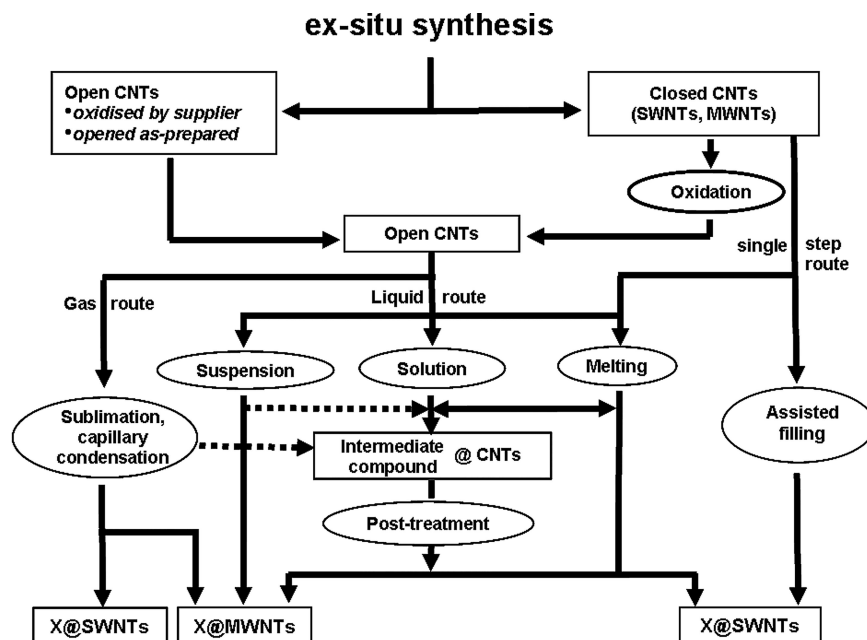 ex-situ synthesis
Open CNTs
•oxidised by supplier
•opened as-prepared
Closed CNTs
(SWNTs, MWNTs)
Oxidation
Open CNTs
single step
route
Gas route
Liquid route
Suspension
Solution
Melting
Sublimation,
capillary
condensation
Assisted
filling
Intermediate
compound @ CNTs
Post-treatment
X@SWNTs
X@MWNTs
X@SWNTs